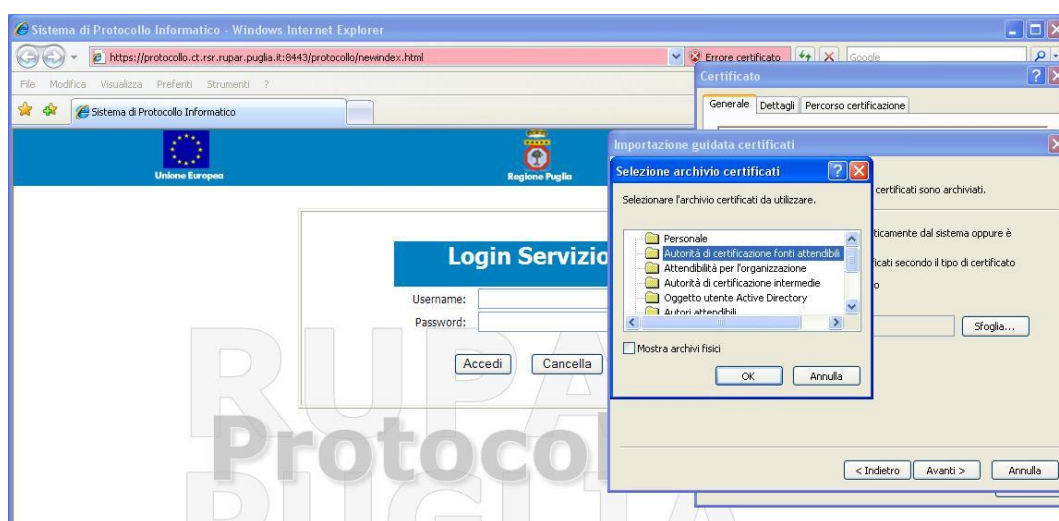 Sistema di Protocollo Informatico - Windows Internet Explorer
https://protocollo.ct.rsr.rupar.puglia.it:8443/protocollo/newindex.html
Errore certificato
Google
File Modifica Visualizza Preferiti Strumenti ?
Sistema di Protocollo Informatico
Certificato
Generale Dettagli Percorso certificazione
Unione Europea
Regione Puglia
Importazione guidata certificati
Selezione archivio certificati
certificati sono archiviati.
Selezionare l'archivio certificati da utilizzare.
ticamente dal sistema oppure è
Personale
Autorità di certificazione fonti attendibili
Attendibilità per l'organizzazione
ficati secondo il tipo di certificato
Autorità di certificazione intermedie
o
Oggetto utente Active Directory
Autori attendibili
Login Servizio
Username:
Password:
Sfoglia...
Mostra archivi fisici
Accedi Cancella
OK Annulla
RUPA
Protocol
PUGLIA
< Indietro Avanti > Annulla